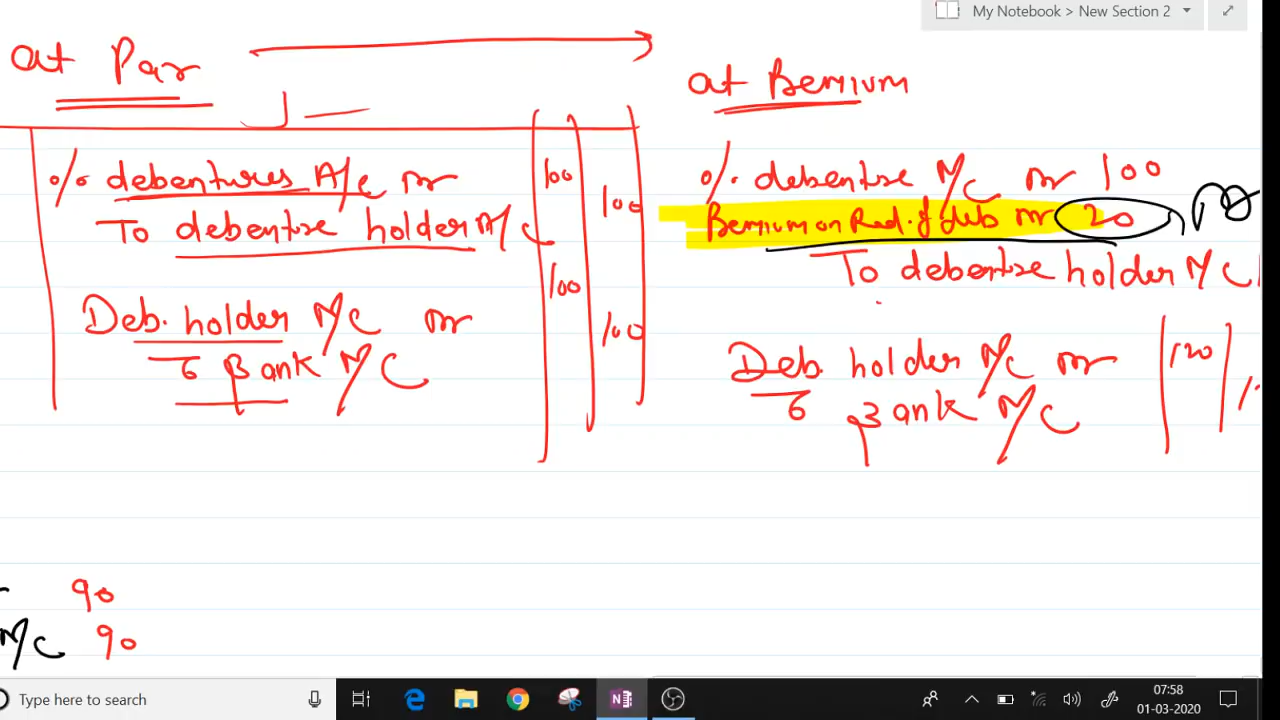 My Notebook > New Section 2
at Par
% debentures A/c Dr 100
To debenture holder A/c 100
Deb. holder A/c Dr 100
To Bank A/c 100
at Premium
% debenture A/c Dr 100
Premium on Red. of deb Dr 20
To debenture holder A/c
Deb. holder A/c Dr 120
To Bank A/c
90
A/c 90
Type here to search
07:58
01-03-2020